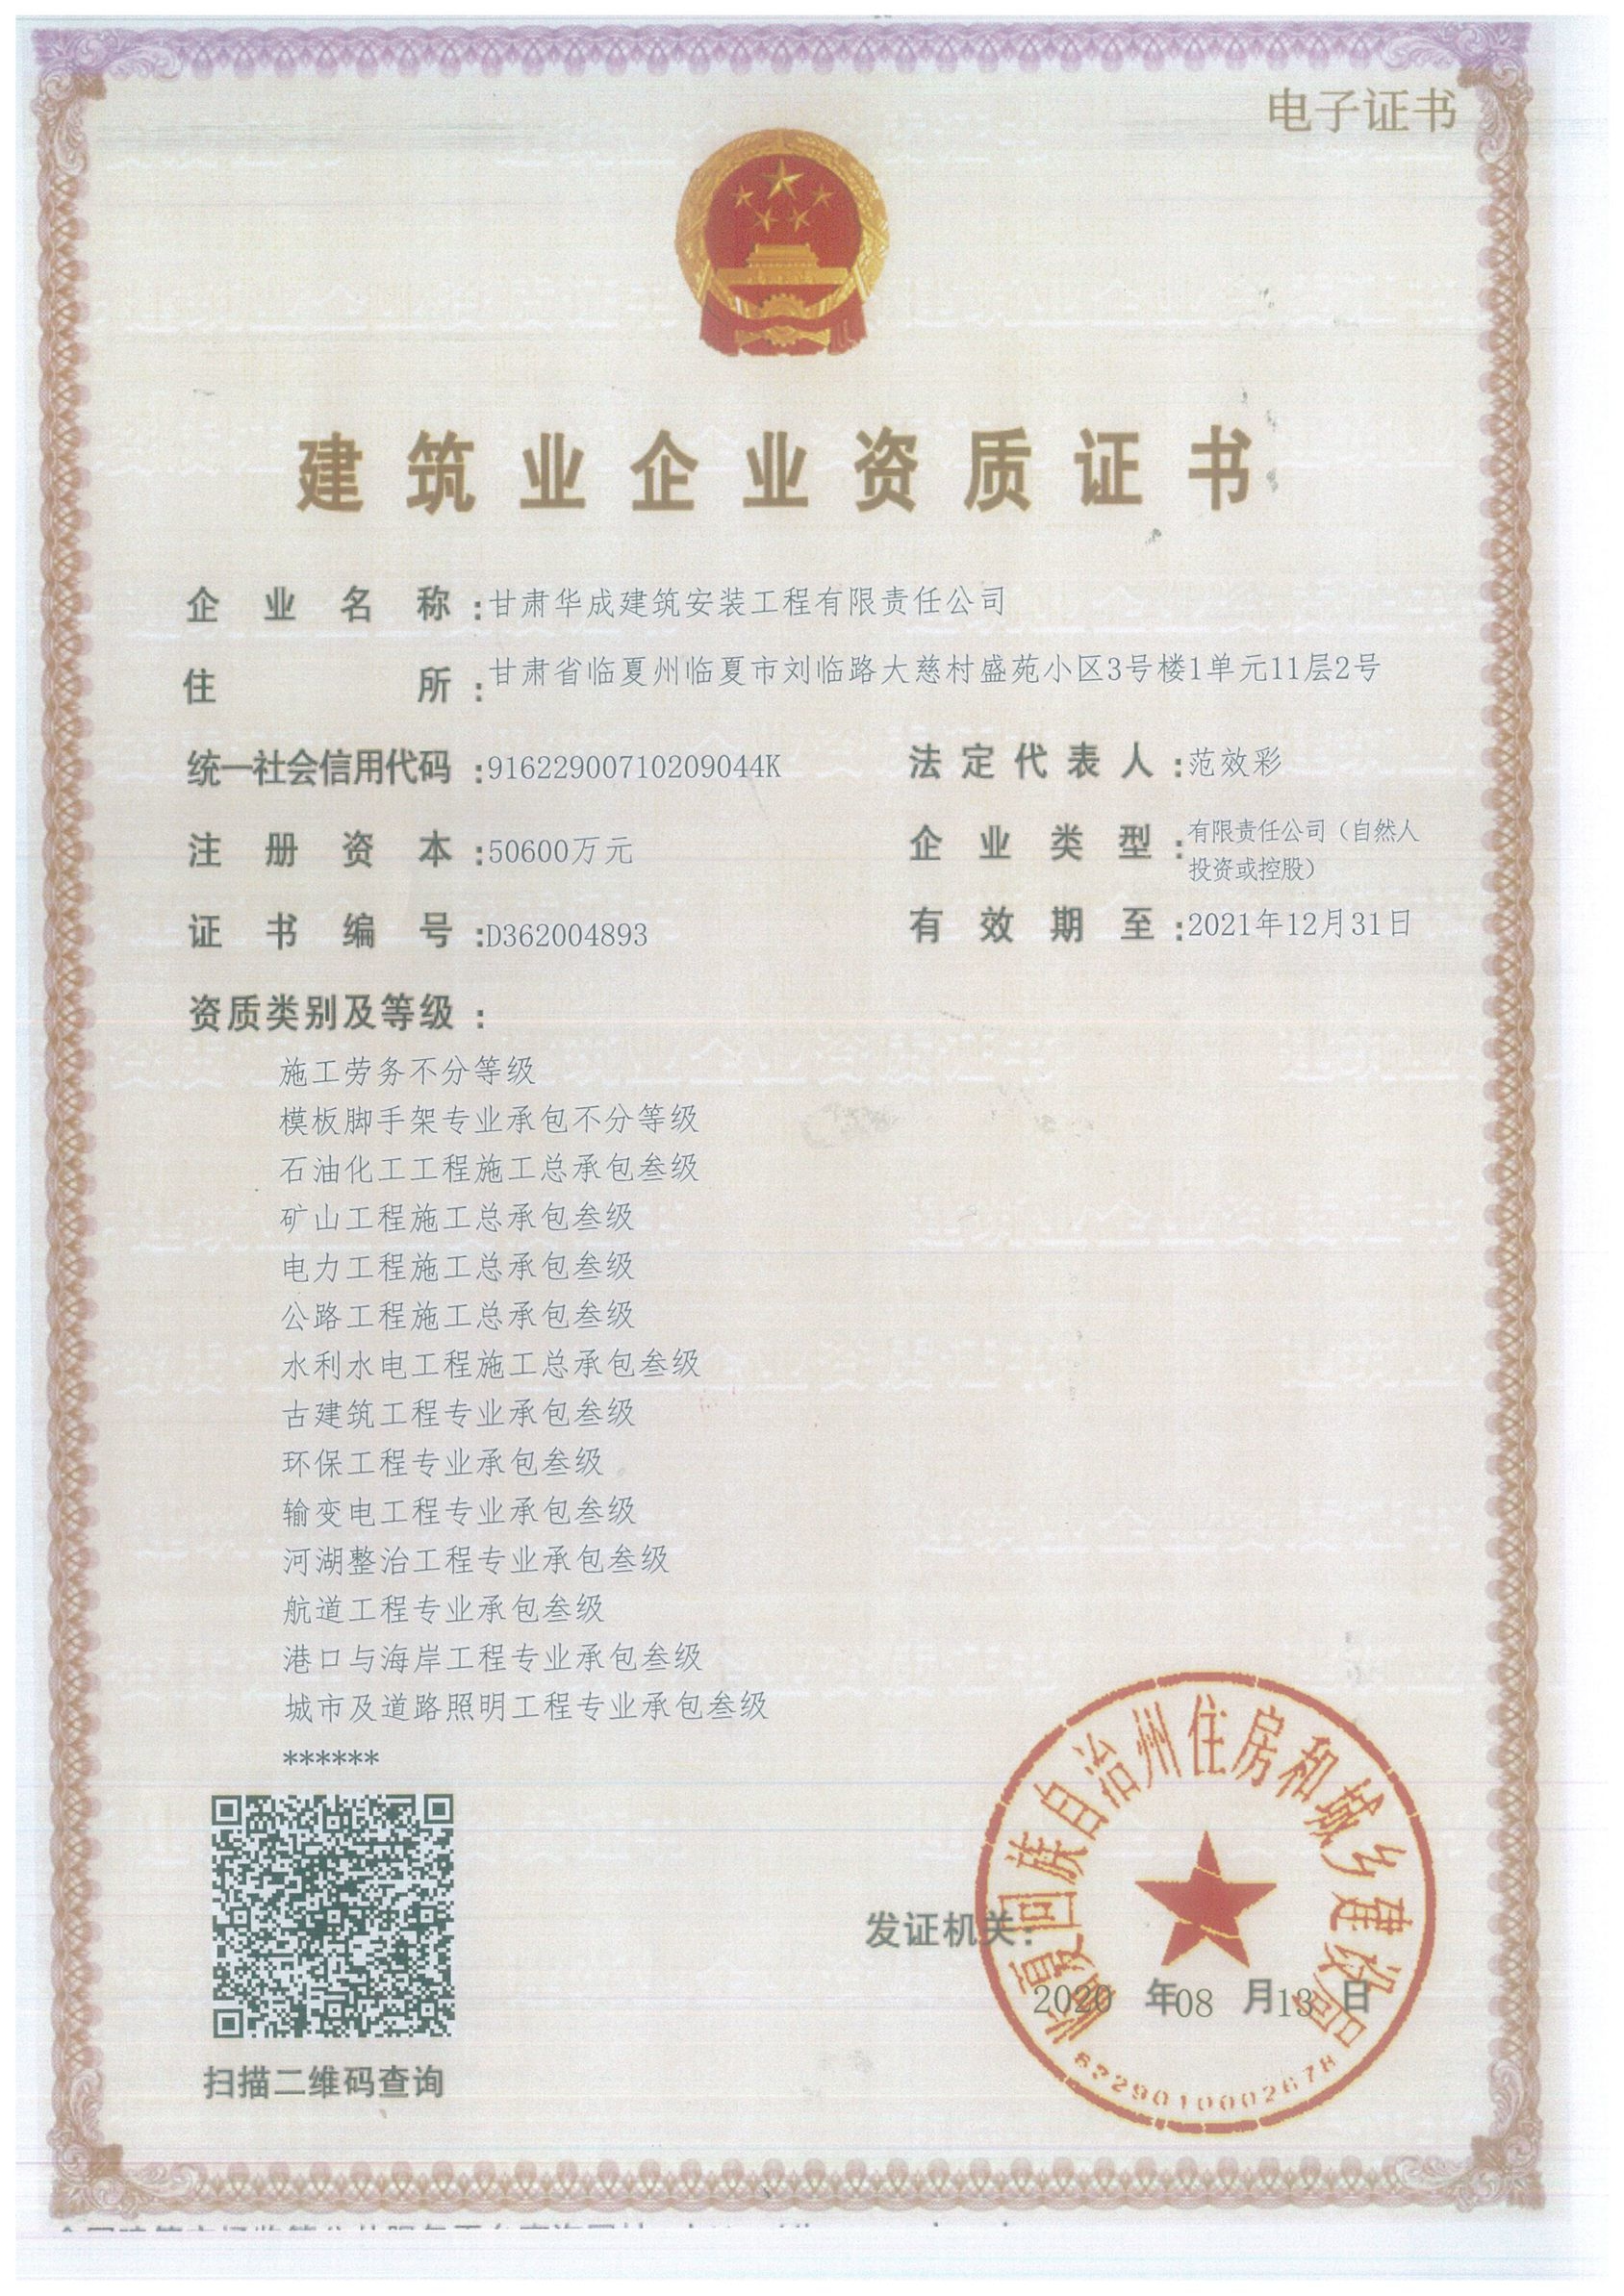 电子证书
建筑业企业资质证书
企业名称:甘肃华成建筑安装工程有限责任公司
住所:甘肃省临夏州临夏市刘临路大慈村盛苑小区3号楼1单元11层2号
统一社会信用代码:91622900710209044K
法定代表人:范效彩
注册资本:50600万元
企业类型:有限责任公司（自然人
投资或控股）
证书编号:D362004893
有效期至:2021年12月31日
资质类别及等级:
施工劳务不分等级
模板脚手架专业承包不分等级
石油化工工程施工总承包叁级
矿山工程施工总承包叁级
电力工程施工总承包叁级
公路工程施工总承包叁级
水利水电工程施工总承包叁级
古建筑工程专业承包叁级
环保工程专业承包叁级
输变电工程专业承包叁级
河湖整治工程专业承包叁级
航道工程专业承包叁级
港口与海岸工程专业承包叁级
城市及道路照明工程专业承包叁级
******
扫描二维码查询
临夏回族自治州住房和城乡建设局
发证机关:
2020 年08 月13 日